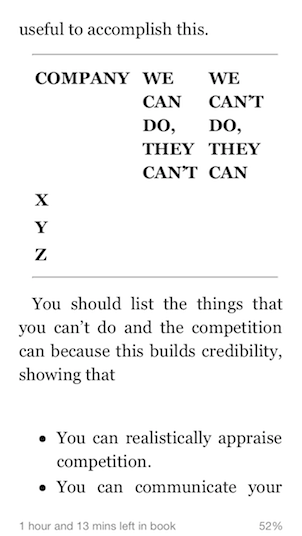 useful to accomplish this.
COMPANY WE WE
CAN CAN'T
DO, DO,
THEY THEY
CAN'T CAN
X
Y
Z
You should list the things that
you can't do and the competition
can because this builds credibility,
showing that
• You can realistically appraise
competition.
• You can communicate your
1 hour and 13 mins left in book 52%